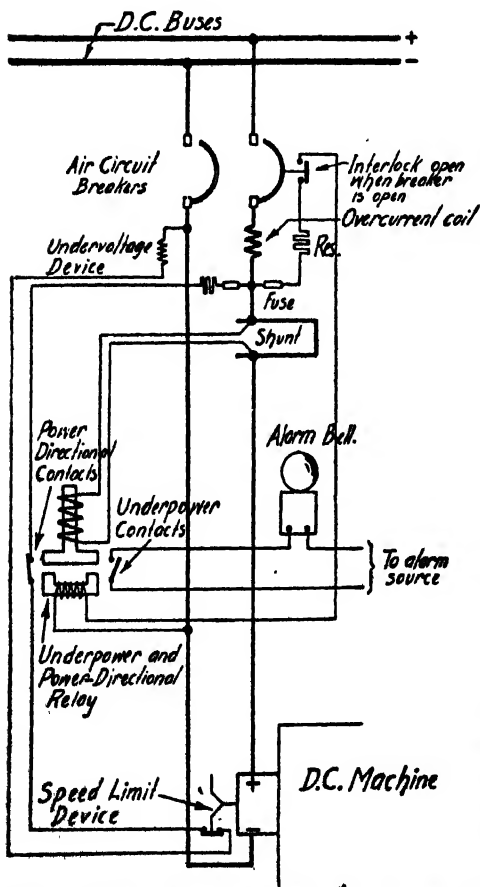 D.C. Buses
+
-
Air Circuit
Breakers
Interlock open
when breaker
is open
Overcurrent coil
Undervoltage
Device
Res.
Fuse
Shunt
Power
Directional
Contacts
Alarm Bell.
Underpower
Contacts
To alarm
source
Underpower and
Power-Directional
Relay
+
D.C. Machine
Speed Limit
Device
-